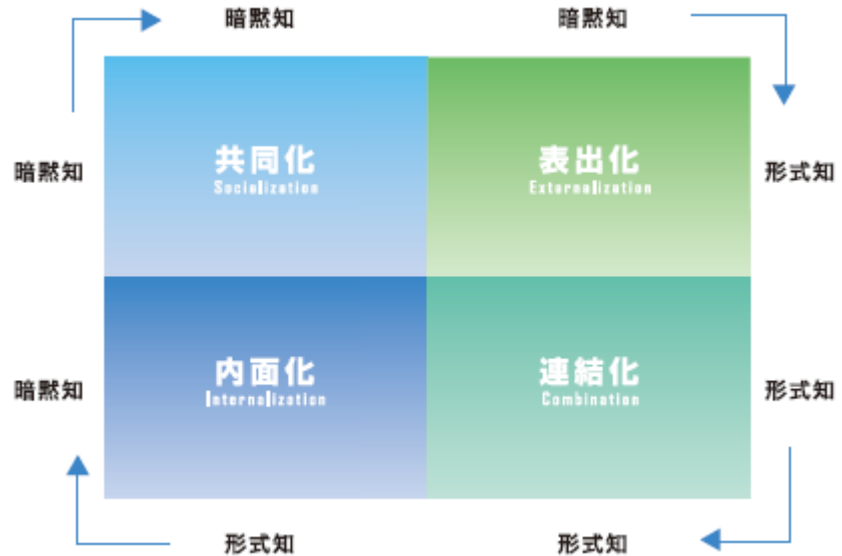 暗黙知
暗黙知
暗黙知
共同化
Socialization
表出化
Externalization
形式知
暗黙知
内面化
Internalization
連結化
Combination
形式知
形式知
形式知